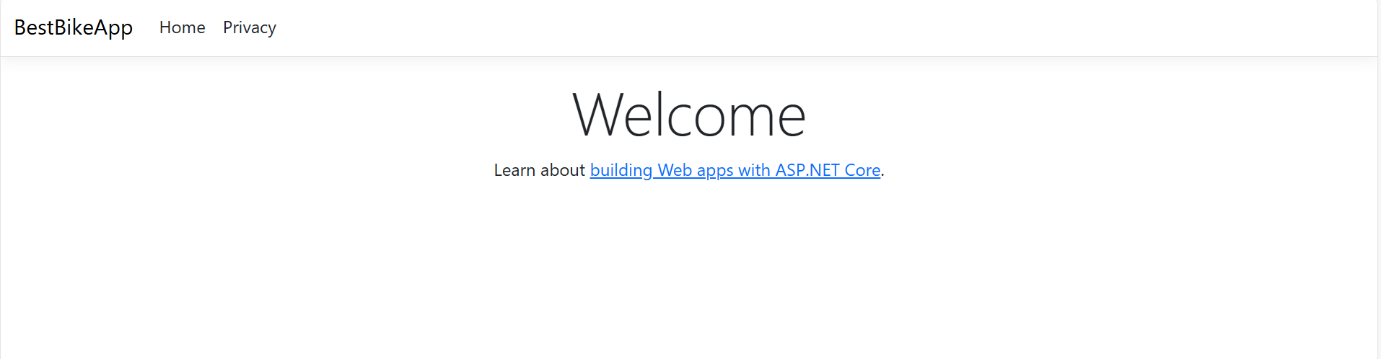 BestBikeApp Home Privacy
Welcome
Learn about building Web apps with ASP.NET Core.